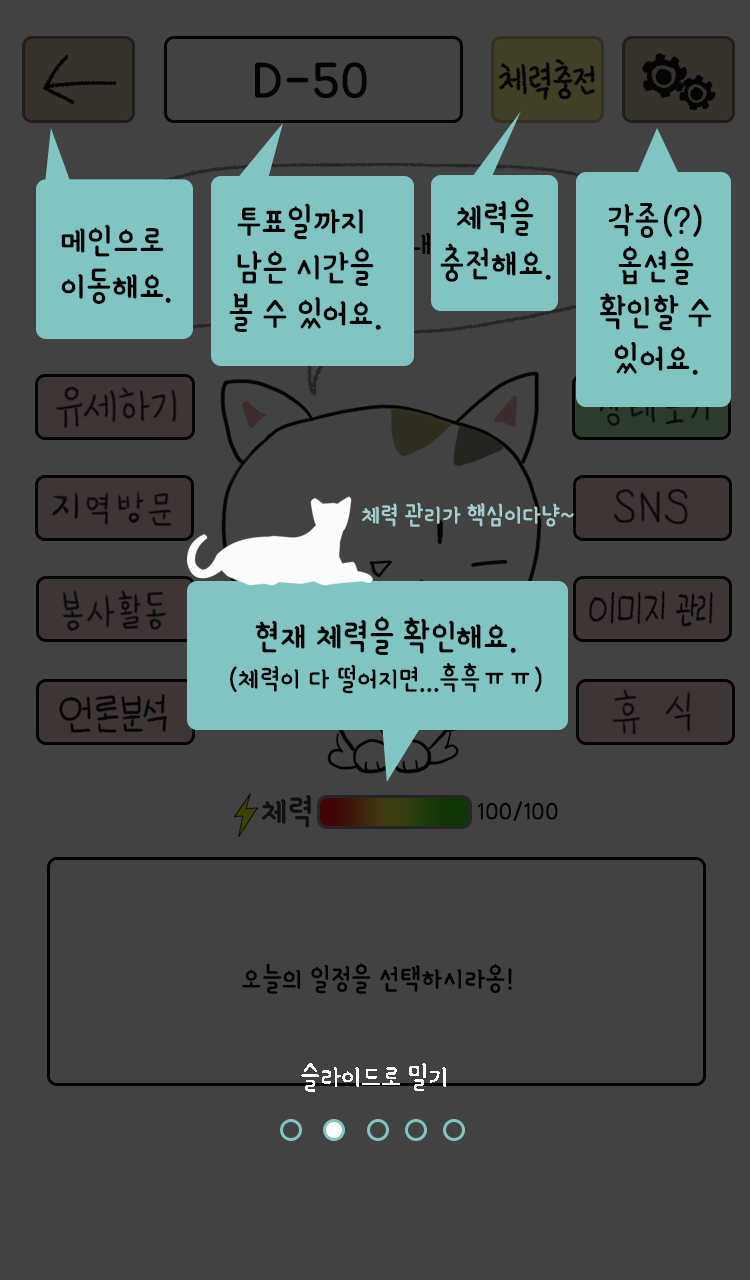 D-50
체력충전
메인으로
이동해요.
투표일까지
남은 시간을
볼 수 있어요.
체력을
충전해요.
각종(?)
옵션을
확인할 수
있어요.
유세하기
지역방문
SNS
체력 관리가 핵심이다냥~
봉사활동
이미지 관리
현재 체력을 확인해요.
(체력이 다 떨어지면...흑흑ㅠㅠ)
언론분석
휴 식
체력 100/100
오늘의 일정을 선택하시라옹!
슬라이드로 밀기